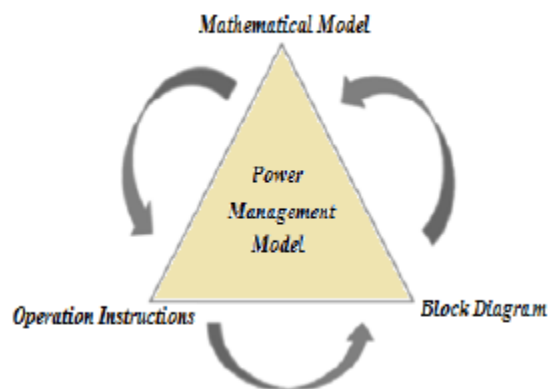 Mathematical Model
Power
Management
Model
Operation Instructions
Block Diagram